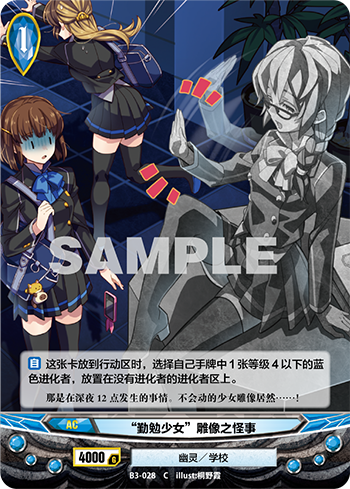 1
SAMPLE
自 这张卡放到行动区时，选择自己手牌中1张等级4以下的蓝
色进化者，放置在没有进化者的进化者区上。
那是在深夜12点发生的事情。不会动的少女雕像居然……！
AC
“勤勉少女”雕像之怪事
4000 6
幽灵／学校
B3-028 C illust:桐野霞